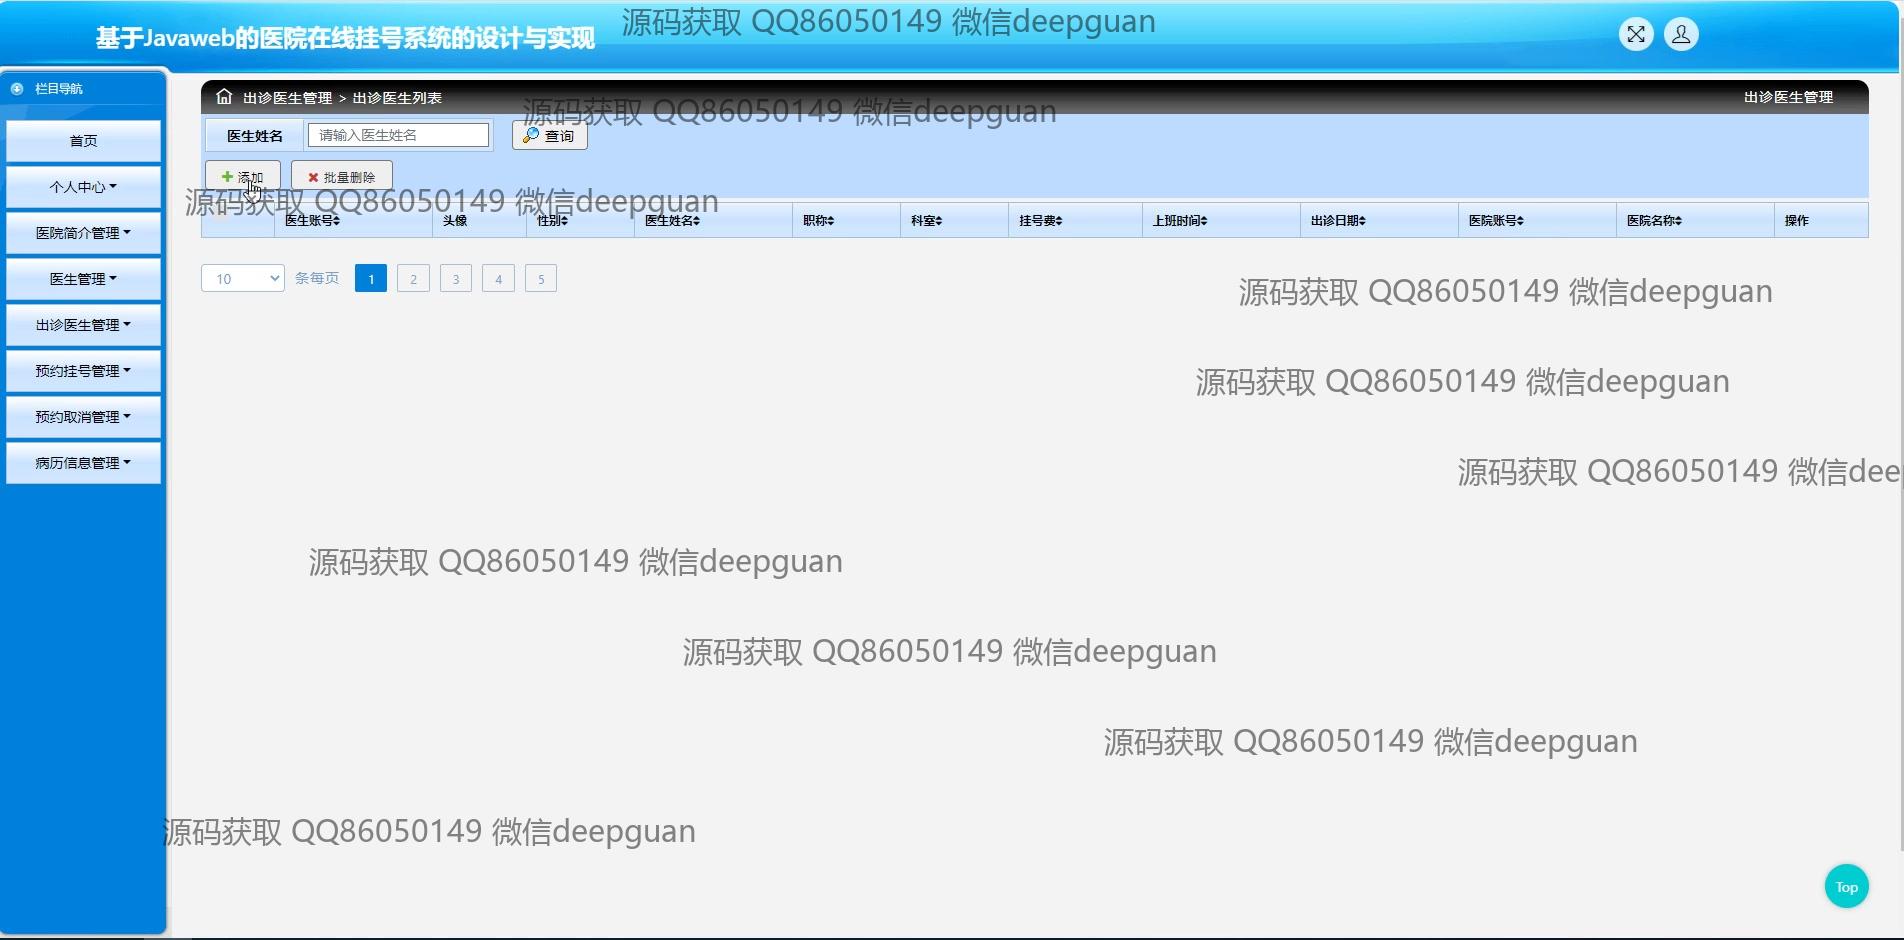 基于Javaweb的医院在线挂号系统的设计与实现
源码获取 QQ86050149 微信deepguan
栏目导航
首页
个人中心
医院简介管理
医生管理
出诊医生管理
预约挂号管理
预约取消管理
病历信息管理
出诊医生管理 > 出诊医生列表
出诊医生管理
源码获取 QQ86050149 微信deepguan
医生姓名 请输入医生姓名 查询
添加 批量删除
源码获取 QQ86050149 微信deepguan
医生账号 头像 性别 医生姓名 职称 科室 挂号费 上班时间 出诊日期 医院账号 医院名称 操作
10 条每页 1 2 3 4 5
源码获取 QQ86050149 微信deepguan
源码获取 QQ86050149 微信deepguan
源码获取 QQ86050149 微信dee
源码获取 QQ86050149 微信deepguan
源码获取 QQ86050149 微信deepguan
源码获取 QQ86050149 微信deepguan
源码获取 QQ86050149 微信deepguan
Top